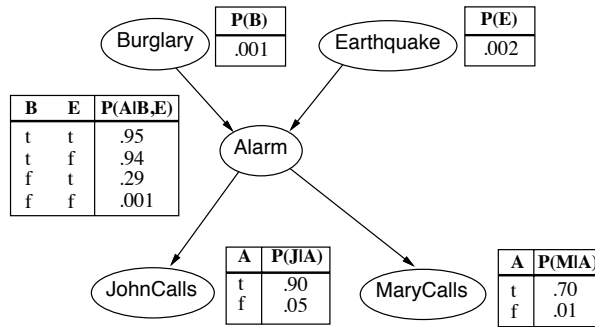 Burglary
P(B)
.001
Earthquake
P(E)
.002
B E P(A|B,E)
t t .95
t f .94
f t .29
f f .001
Alarm
JohnCalls
A P(J|A)
t .90
f .05
MaryCalls
A P(M|A)
t .70
f .01